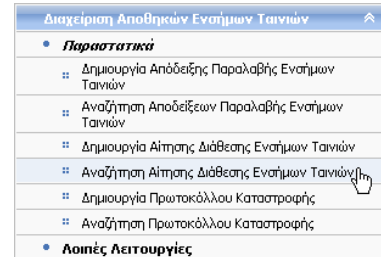 Διαχείριση Αποθηκών Ενσήμων Ταινιών
Παραστατικά
Δημιουργία Απόδειξης Παραλαβής Ενσήμων
Ταινιών
Αναζήτηση Αποδείξεων Παραλαβής Ενσήμων
Ταινιών
Δημιουργία Αίτησης Διάθεσης Ενσήμων Ταινιών
Αναζήτηση Αίτησης Διάθεσης Ενσήμων Ταινιών
Δημιουργία Πρωτοκόλλου Καταστροφής
Αναζήτηση Πρωτοκόλλου Καταστροφής
Λοιπές Λειτουργίες